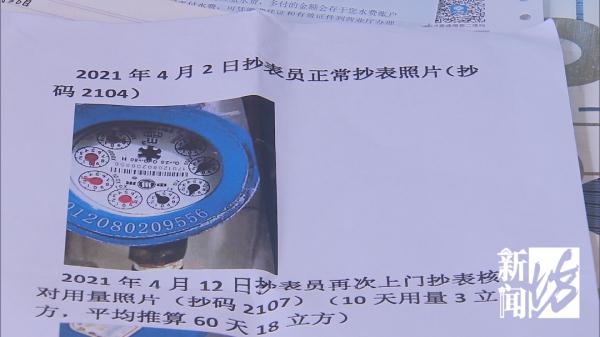 2021 年 4 月 2 日抄表员正常抄表照片(抄
码 2104)
012080209556
2021 年 4 月 12 日抄表员再次上门抄表核
对用量照片(抄码 2107)(10 天用量 3 立
方，平均推算 60 天 18 立方)
新闻坊